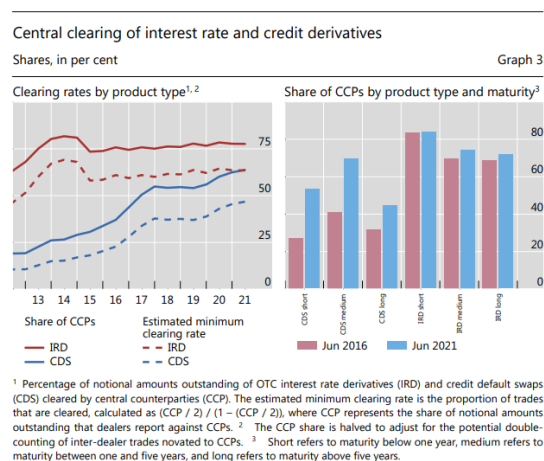 Central clearing of interest rate and credit derivatives
Shares, in per cent Graph 3
Clearing rates by product type1, 2 Share of CCPs by product type and maturity3
75
50
25
0
13 14 15 16 17 18 19 20 21
80
60
40
20
0
CDS short CDS medium CDS long IRD short IRD medium IRD long
Share of CCPs Estimated minimum
clearing rate
IRD IRD
CDS CDS
Jun 2016 Jun 2021
1 Percentage of notional amounts outstanding of OTC interest rate derivatives (IRD) and credit default swaps
(CDS) cleared by central counterparties (CCP). The estimated minimum clearing rate is the proportion of trades
that are cleared, calculated as (CCP / 2) / (1 – (CCP / 2)), where CCP represents the share of notional amounts
outstanding that dealers report against CCPs. 2 The CCP share is halved to adjust for the potential double-
counting of inter-dealer trades novated to CCPs. 3 Short refers to maturity below one year, medium refers to
maturity between one and five years, and long refers to maturity above five years.